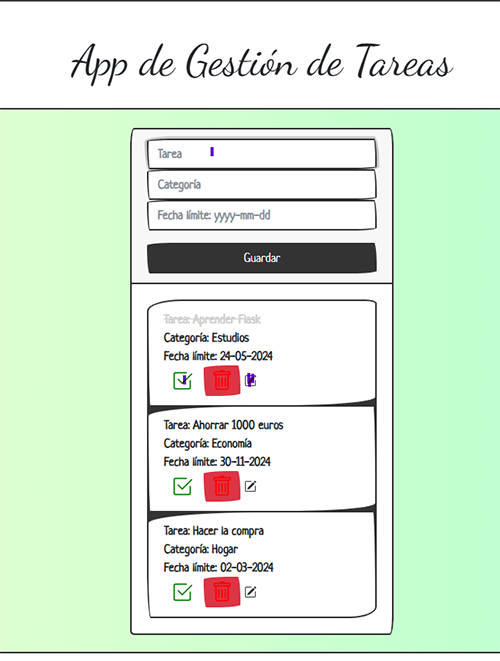 App de Gestión de Tareas
Tarea
Categoría
Fecha límite: yyyy-mm-dd
Guardar
Tarea: Aprender Flask
Categoría: Estudios
Fecha límite: 24-05-2024
Tarea: Ahorrar 1000 euros
Categoría: Economía
Fecha límite: 30-11-2024
Tarea: Hacer la compra
Categoría: Hogar
Fecha límite: 02-03-2024